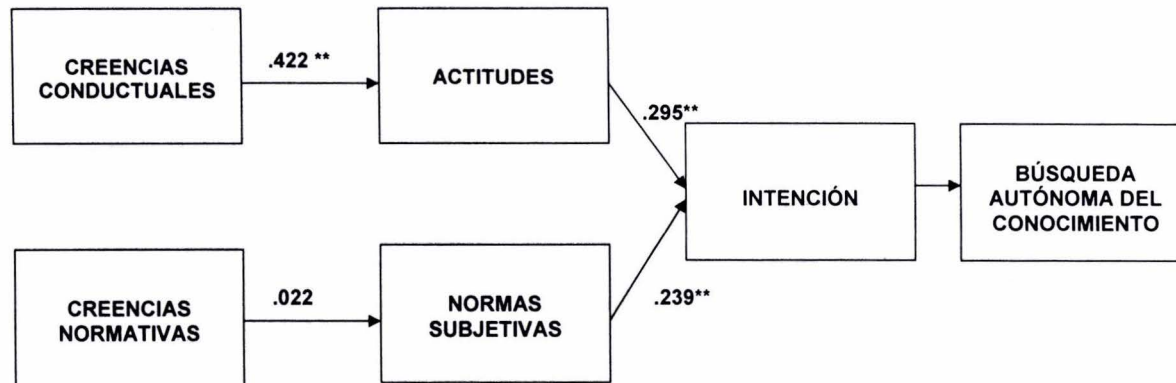 CREENCIAS
CONDUCTUALES
.422 **
ACTITUDES
.295**
INTENCIÓN
BÚSQUEDA
AUTÓNOMA DEL
CONOCIMIENTO
CREENCIAS
NORMATIVAS
.022
NORMAS
SUBJETIVAS
.239**